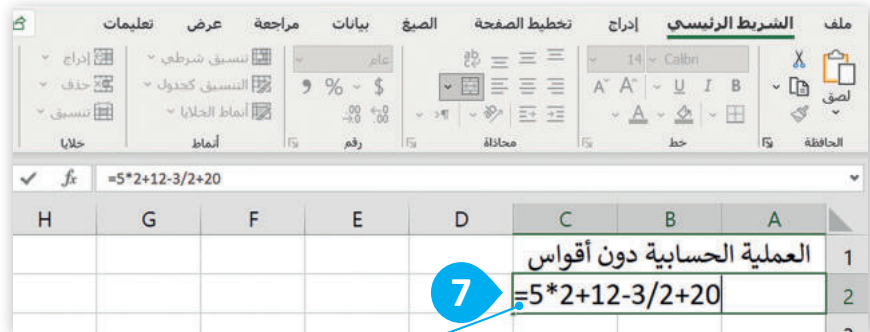 ملف الشريط الرئيسي إدراج تخطيط الصفحة الصيغ بيانات مراجعة عرض تعليمات
لصق
Calibri 14
عام
تنسيق شرطي
إدراج
B I U A^ A˅
$ % 9
التنسيق كجدول
حذف
A
أنماط الخلايا
تنسيق
الحافظة خط محاذاة رقم أنماط خلايا
fx =5*2+12-3/2+20
A B C D E F G H
1 العملية الحسابية دون أقواس
2 =5*2+12-3/2+20
7